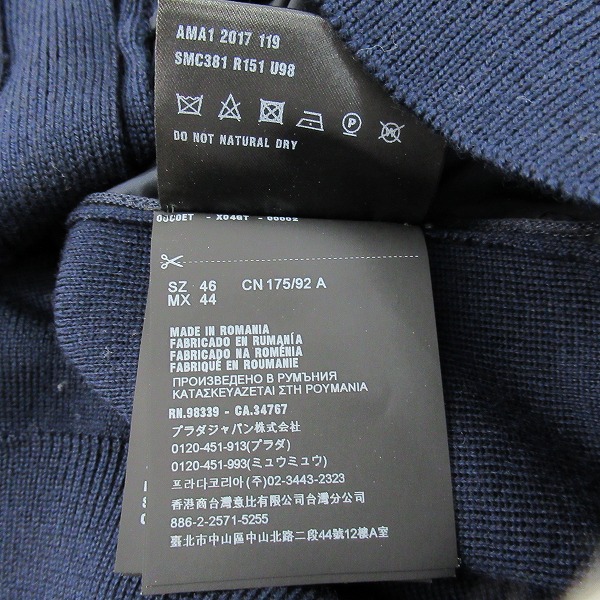 AMA1 2017 119
SMC381 R151 U98
P
DO NOT NATURAL DRY
SZ 46 CN 175/92 A
MX 44
MADE IN ROMANIA
FABRICADO EN RUMANÍA
FABRICADO NA ROMÉNIA
FABRIQUÉ EN ROUMANIE
ПРОИЗВЕДЕНО В РУМЪНИЯ
ΚΑΤΑΣΚΕΥΑΖΕΤΑΙ ΣΤΗ ΡΟΥΜΑΝΙΑ
RN.98339 - CA.34767
プラダジャパン株式会社
0120-451-913(プラダ)
0120-451-993(ミュウミュウ)
프라다코리아(주)02-3443-2323
香港商台灣意比有限公司台灣分公司
886-2-2571-5255
臺北市中山區中山北路二段44號12樓A室